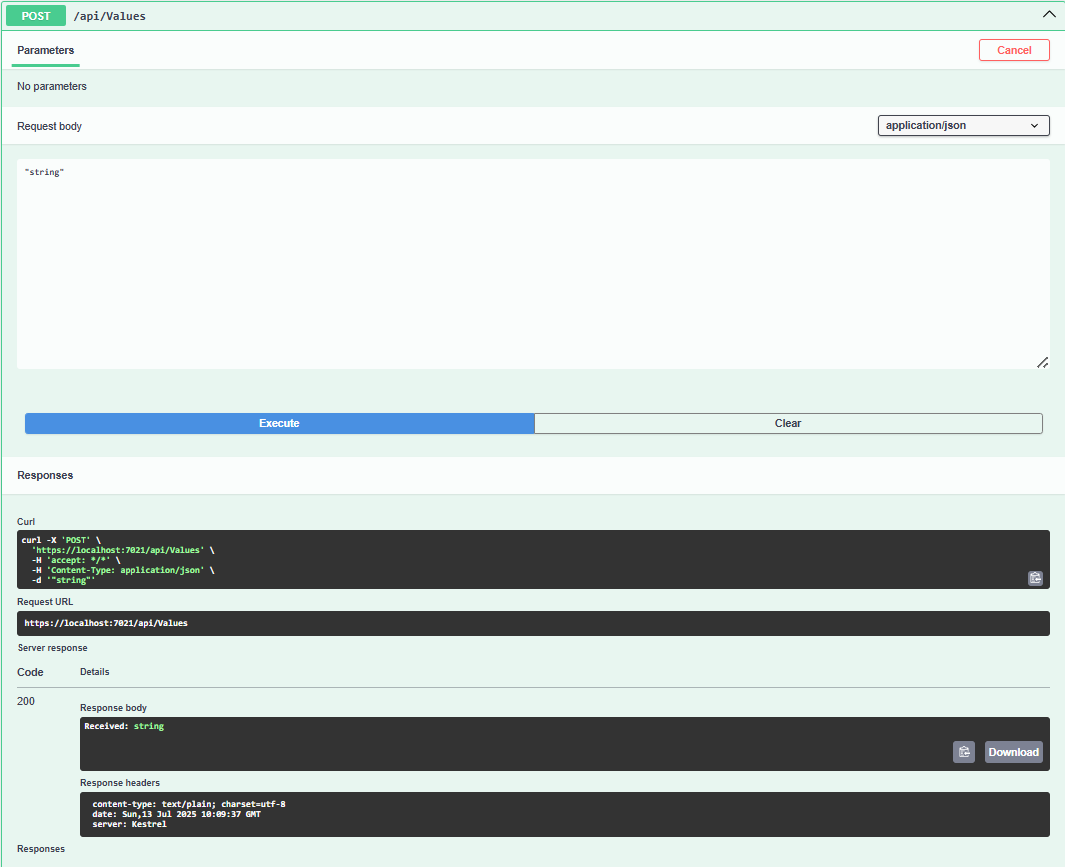 POST /api/Values
Parameters Cancel
No parameters
Request body application/json
"string"
Execute Clear
Responses
Curl
curl -X 'POST' \
  'https://localhost:7021/api/Values' \
  -H 'accept: */*' \
  -H 'Content-Type: application/json' \
  -d '"string"'
Request URL
https://localhost:7021/api/Values
Server response
Code Details
200
Response body
Received: string
Download
Response headers
content-type: text/plain; charset=utf-8
date: Sun,13 Jul 2025 10:09:37 GMT
server: Kestrel
Responses